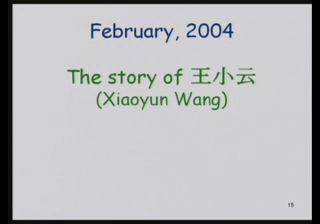 February, 2004
The story of 王小云
(Xiaoyun Wang)
15